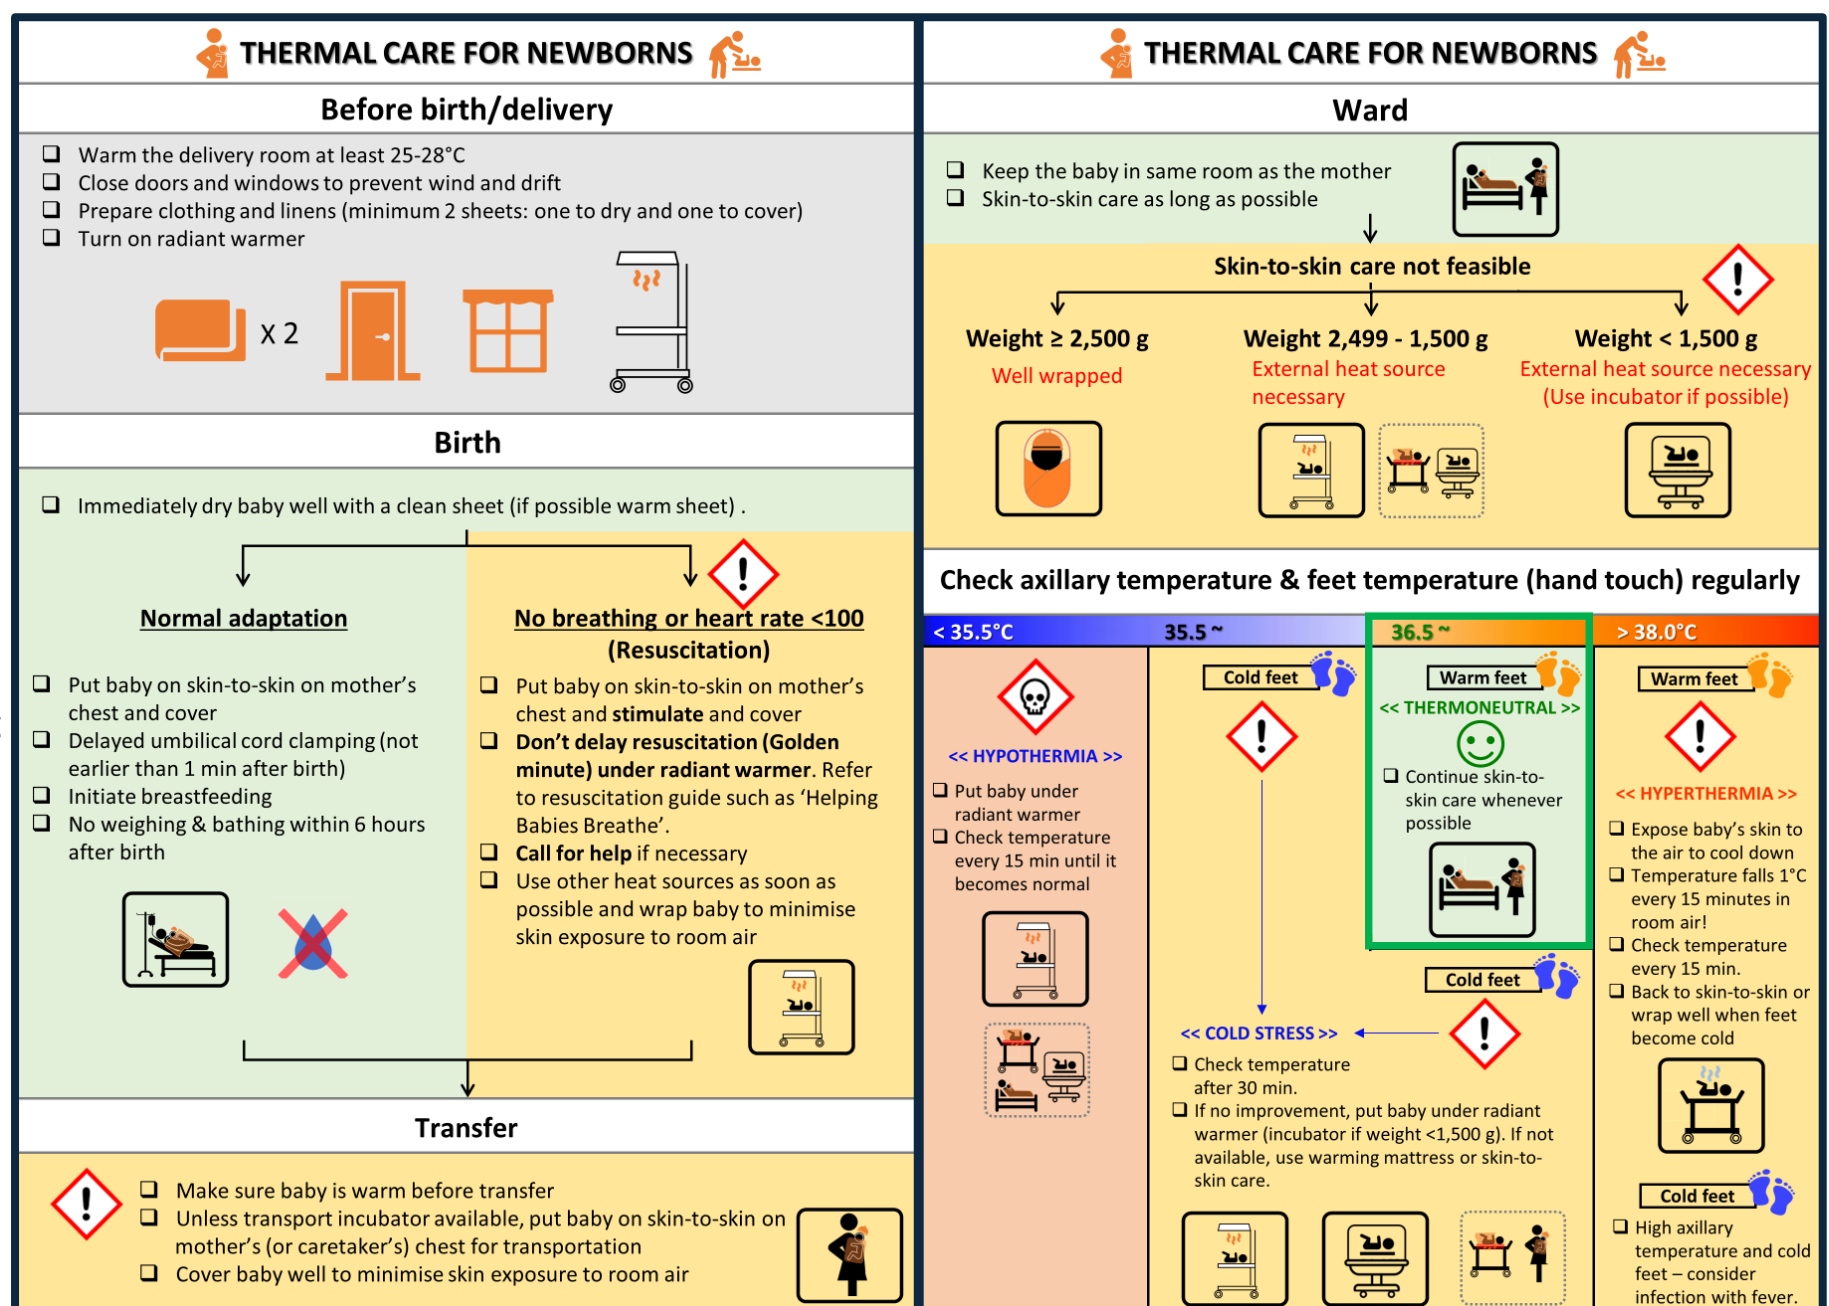 THERMAL CARE FOR NEWBORNS
Before birth/delivery
Warm the delivery room at least 25-28°C
Close doors and windows to prevent wind and drift
Prepare clothing and linens (minimum 2 sheets: one to dry and one to cover)
Turn on radiant warmer
X 2
Birth
Immediately dry baby well with a clean sheet (if possible warm sheet) .
Normal adaptation
Put baby on skin-to-skin on mother's
chest and cover
Delayed umbilical cord clamping (not
earlier than 1 min after birth)
Initiate breastfeeding
No weighing & bathing within 6 hours
after birth
No breathing or heart rate <100
(Resuscitation)
Put baby on skin-to-skin on mother's
chest and stimulate and cover
Don't delay resuscitation (Golden
minute) under radiant warmer. Refer
to resuscitation guide such as 'Helping
Babies Breathe'.
Call for help if necessary
Use other heat sources as soon as
possible and wrap baby to minimise
skin exposure to room air
Transfer
Make sure baby is warm before transfer
Unless transport incubator available, put baby on skin-to-skin on
mother's (or caretaker's) chest for transportation
Cover baby well to minimise skin exposure to room air
THERMAL CARE FOR NEWBORNS
Ward
Keep the baby in same room as the mother
Skin-to-skin care as long as possible
Skin-to-skin care not feasible
Weight ≥ 2,500 g
Well wrapped
Weight 2,499 - 1,500 g
External heat source
necessary
Weight < 1,500 g
External heat source necessary
(Use incubator if possible)
Check axillary temperature & feet temperature (hand touch) regularly
< 35.5°C
<< HYPOTHERMIA >>
Put baby under
radiant warmer
Check temperature
every 15 min until it
becomes normal
35.5 ~
Cold feet
<< COLD STRESS >>
Check temperature
after 30 min.
If no improvement, put baby under radiant
warmer (incubator if weight <1,500 g). If not
available, use warming mattress or skin-to-
skin care.
36.5 ~
Warm feet
<< THERMONEUTRAL >>
Continue skin-to-
skin care whenever
possible
Cold feet
> 38.0°C
Warm feet
<< HYPERTHERMIA >>
Expose baby's skin to
the air to cool down
Temperature falls 1°C
every 15 minutes in
room air!
Check temperature
every 15 min.
Back to skin-to-skin or
wrap well when feet
become cold
Cold feet
High axillary
temperature and cold
feet – consider
infection with fever.